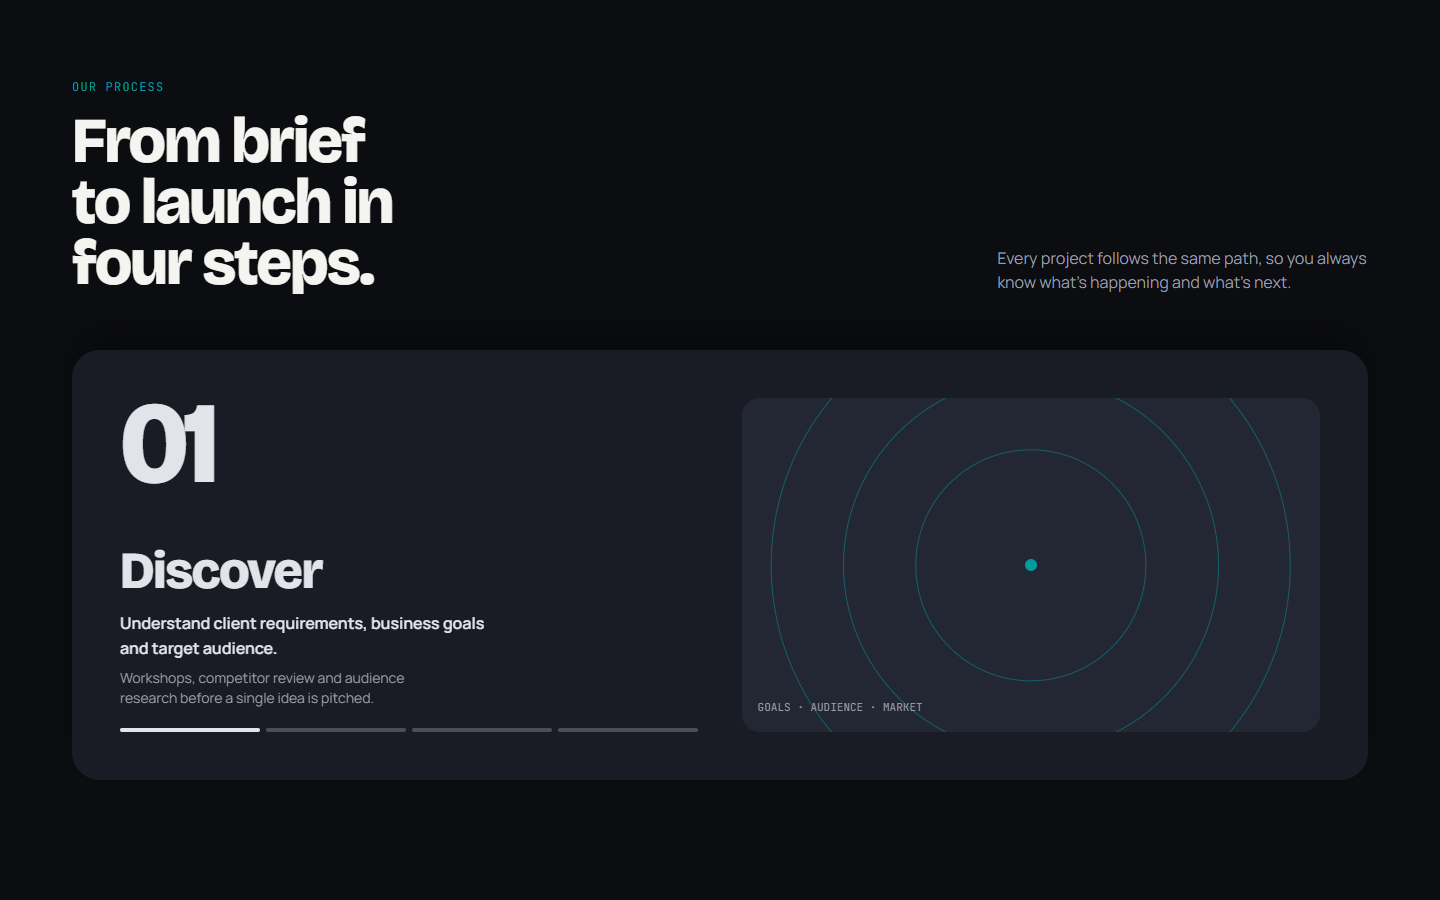 OUR PROCESS
From brief
to launch in
four steps.
Every project follows the same path, so you always
know what's happening and what's next.
01
Discover
Understand client requirements, business goals
and target audience.
Workshops, competitor review and audience
research before a single idea is pitched.
GOALS · AUDIENCE · MARKET